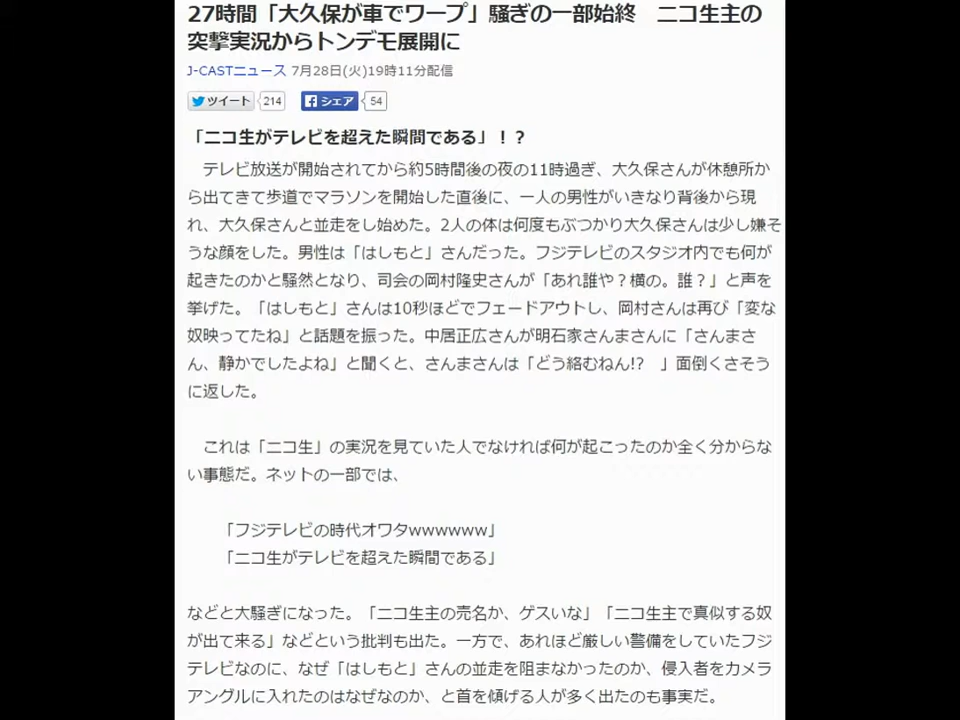 27時間「大久保が車でワープ」騒ぎの一部始終　ニコ生主の
突撃実況からトンデモ展開に
J-CASTニュース 7月28日(火)19時11分配信
ツイート 214 シェア 54
「ニコ生がテレビを超えた瞬間である」！？
　テレビ放送が開始されてから約5時間後の夜の11時過ぎ、大久保さんが休憩所か
ら出てきて歩道でマラソンを開始した直後に、一人の男性がいきなり背後から現
れ、大久保さんと並走をし始めた。2人の体は何度もぶつかり大久保さんは少し嫌そ
うな顔をした。男性は「はしもと」さんだった。フジテレビのスタジオ内でも何が
起きたのかと騒然となり、司会の岡村隆史さんが「あれ誰や？横の。誰？」と声を
挙げた。「はしもと」さんは10秒ほどでフェードアウトし、岡村さんは再び「変な
奴映ってたね」と話題を振った。中居正広さんが明石家さんまさんに「さんまさ
ん、静かでしたよね」と聞くと、さんまさんは「どう絡むねん!?　」面倒くさそう
に返した。
　これは「ニコ生」の実況を見ていた人でなければ何が起こったのか全く分からな
い事態だ。ネットの一部では、
「フジテレビの時代オワタwwwwww」
「ニコ生がテレビを超えた瞬間である」
などと大騒ぎになった。「ニコ生主の売名か、ゲスいな」「ニコ生主で真似する奴
が出て来る」などという批判も出た。一方で、あれほど厳しい警備をしていたフジ
テレビなのに、なぜ「はしもと」さんの並走を阻まなかったのか、侵入者をカメラ
アングルに入れたのはなぜなのか、と首を傾げる人が多く出たのも事実だ。